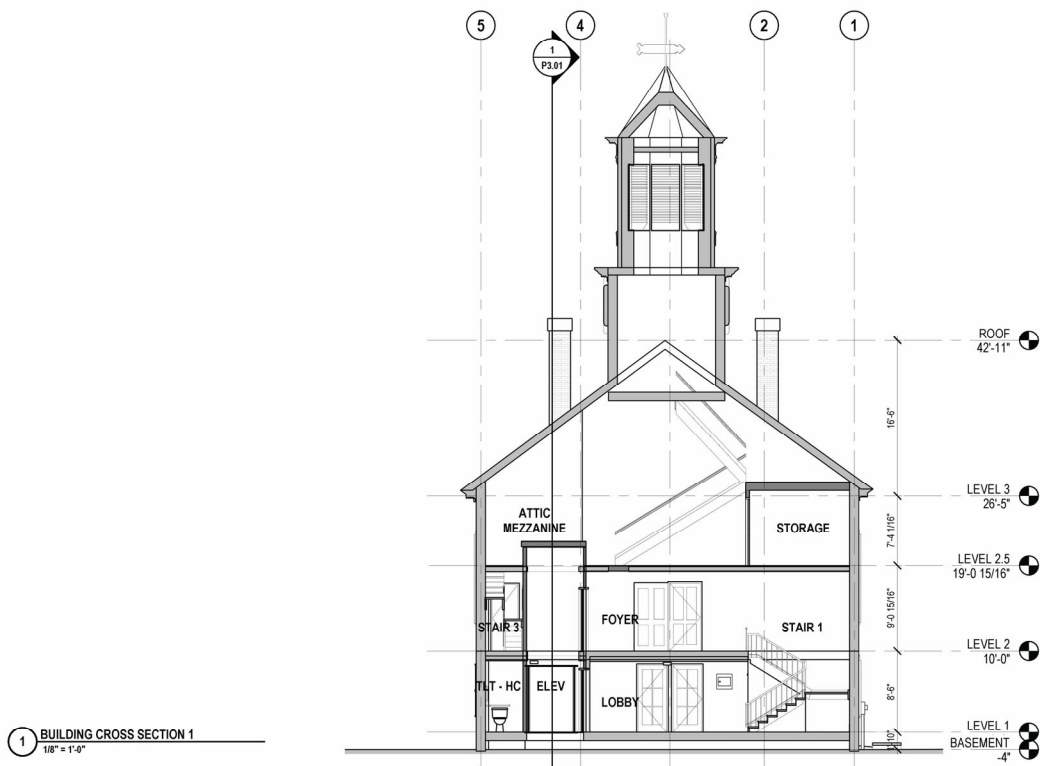 5
4
2
1
1
P3.01
ROOF
42'-11"
16'-6"
LEVEL 3
26'-5"
ATTIC
MEZZANINE
STORAGE
7'-4 1/16"
LEVEL 2.5
19'-0 15/16"
9'-0 15/16"
STAIR 3
FOYER
STAIR 1
LEVEL 2
10'-0"
8'-6"
TLT - HC
ELEV
LOBBY
LEVEL 1
BASEMENT
-4"
1
BUILDING CROSS SECTION 1
1/8" = 1'-0"